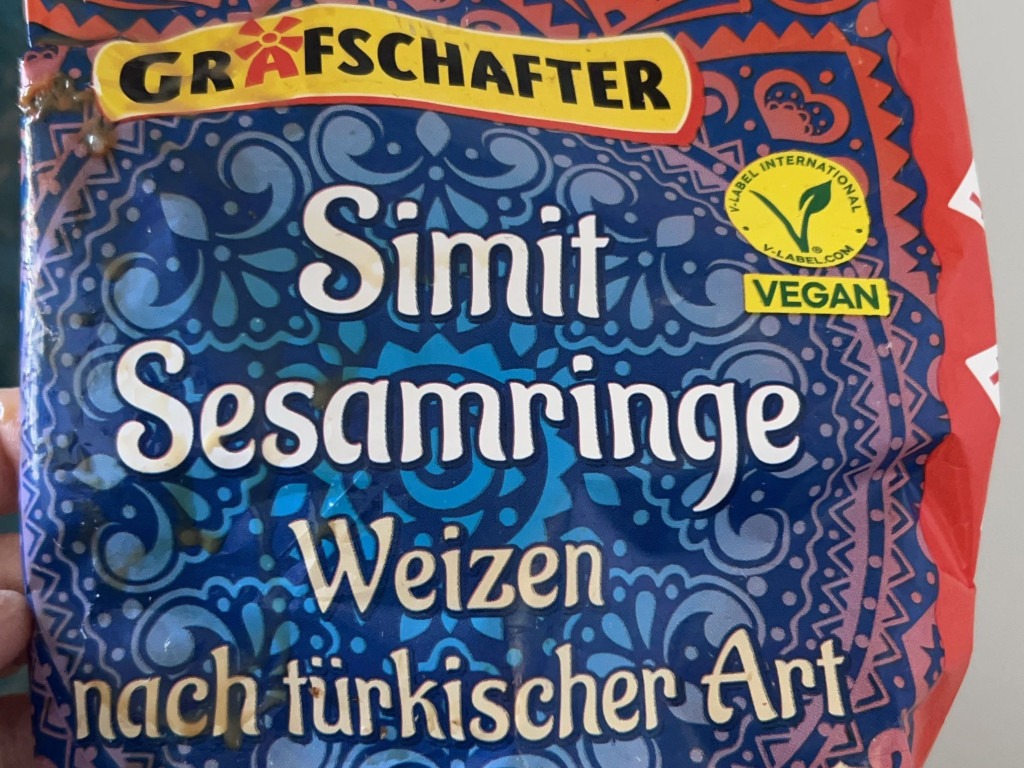 GRAFSCHAFTER
V-LABEL INTERNATIONAL
V-LABEL.COM
VEGAN
Simit
Sesamringe
Weizen
nach türkischer Art